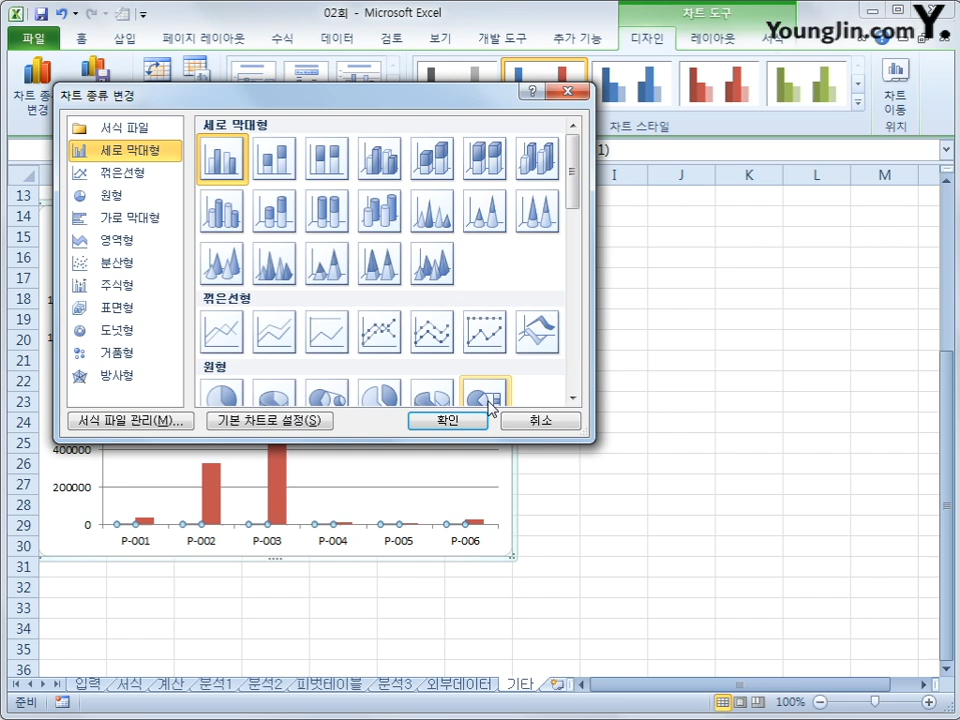 02회 - Microsoft Excel
차트 도구
Younglin.com Y.
파일 홈 삽입 페이지 레이아웃 수식 데이터 검토 보기 개발 도구 추가 기능 디자인 레이아웃 서식
차트 종
변경
차트 스타일
차트
이동
위치
차트 종류 변경
서식 파일
세로 막대형
꺾은선형
원형
가로 막대형
영역형
분산형
주식형
표면형
도넛형
거품형
방사형
세로 막대형
꺾은선형
원형
서식 파일 관리(M)...
기본 차트로 설정(S)
확인
취소
1)
I J K L M
13
14
15
16
17
18
19
20
21
22
23
24
25
26
27
28
29
30
31
32
33
34
35
36
400000
200000
0
P-001 P-002 P-003 P-004 P-005 P-006
입력 서식 계산 분석1 분석2 피벗테이블 분석3 외부데이터 기타
준비
100%